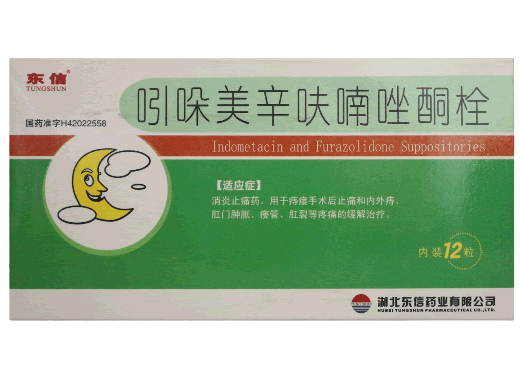 东信
TUNGSHUN
国药准字H42022558
吲哚美辛呋喃唑酮栓
Indometacin and Furazolidone Suppositories
【适应症】
消炎止痛药。用于痔瘘手术后止痛和内外痔、
肛门肿胀、瘘管、肛裂等疼痛的缓解治疗。
内装12粒
湖北东信药业有限公司
HUBEI TUNGSHUN PHARMACEUTICAL CO.,LTD.